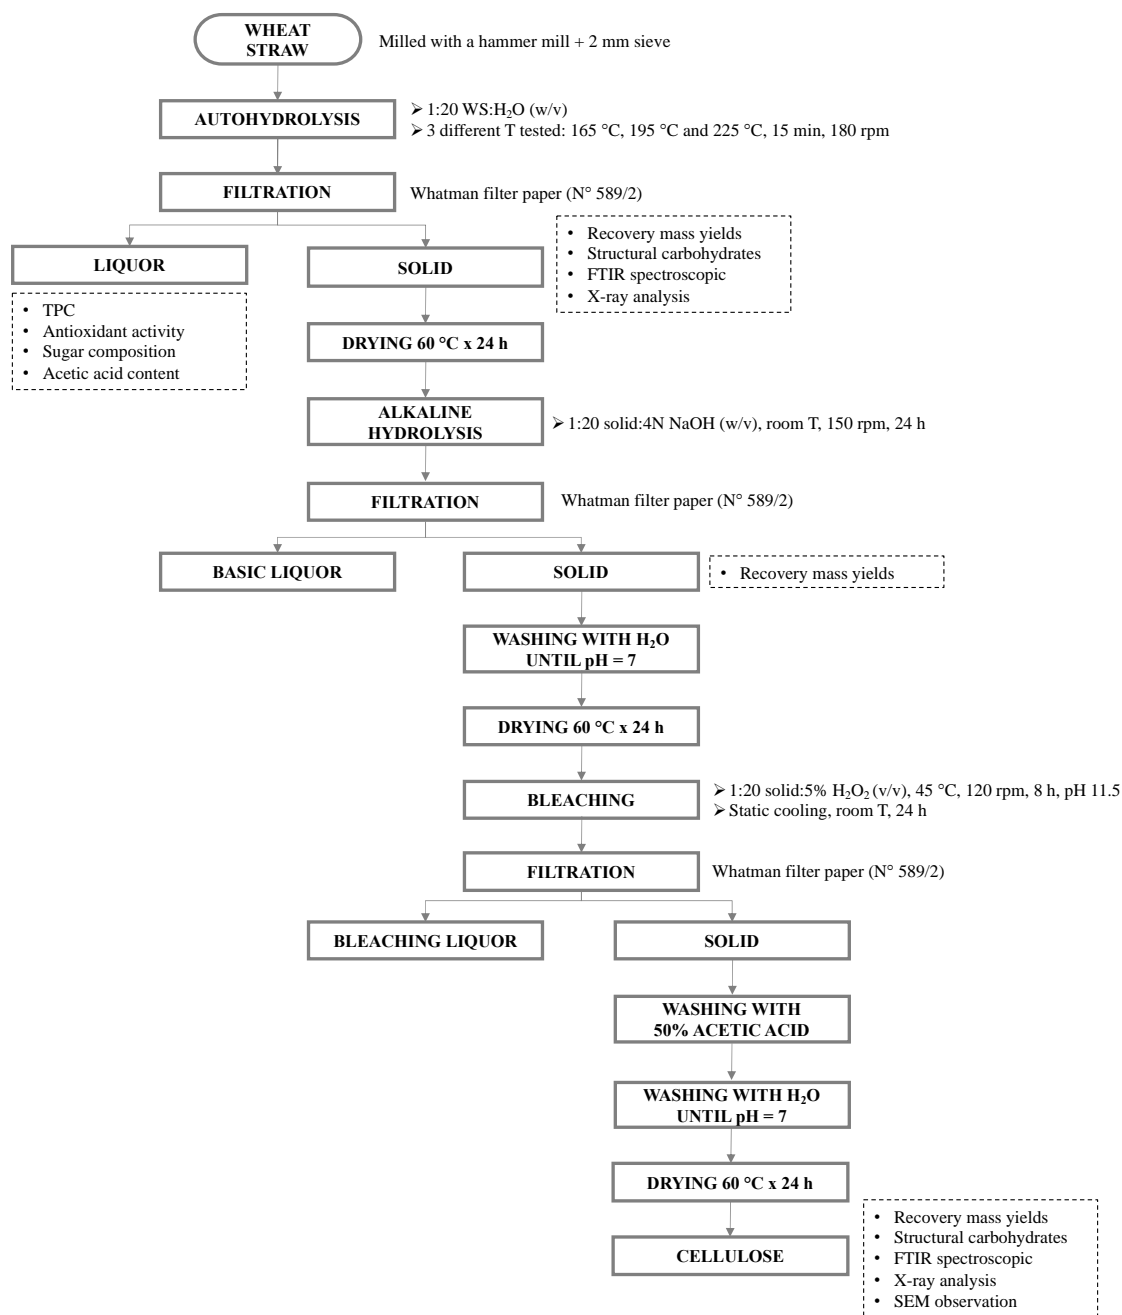 WHEAT
STRAW
Milled with a hammer mill + 2 mm sieve
AUTOHYDROLYSIS
➢ 1:20 WS:H₂O (w/v)
➢ 3 different T tested: 165 °C, 195 °C and 225 °C, 15 min, 180 rpm
FILTRATION
Whatman filter paper (N° 589/2)
LIQUOR
• TPC
• Antioxidant activity
• Sugar composition
• Acetic acid content
SOLID
• Recovery mass yields
• Structural carbohydrates
• FTIR spectroscopic
• X-ray analysis
DRYING 60 °C x 24 h
ALKALINE
HYDROLYSIS
➢ 1:20 solid:4N NaOH (w/v), room T, 150 rpm, 24 h
FILTRATION
Whatman filter paper (N° 589/2)
BASIC LIQUOR
SOLID
• Recovery mass yields
WASHING WITH H₂O
UNTIL pH = 7
DRYING 60 °C x 24 h
BLEACHING
➢ 1:20 solid:5% H₂O₂ (v/v), 45 °C, 120 rpm, 8 h, pH 11.5
➢ Static cooling, room T, 24 h
FILTRATION
Whatman filter paper (N° 589/2)
BLEACHING LIQUOR
SOLID
WASHING WITH
50% ACETIC ACID
WASHING WITH H₂O
UNTIL pH = 7
DRYING 60 °C x 24 h
CELLULOSE
• Recovery mass yields
• Structural carbohydrates
• FTIR spectroscopic
• X-ray analysis
• SEM observation